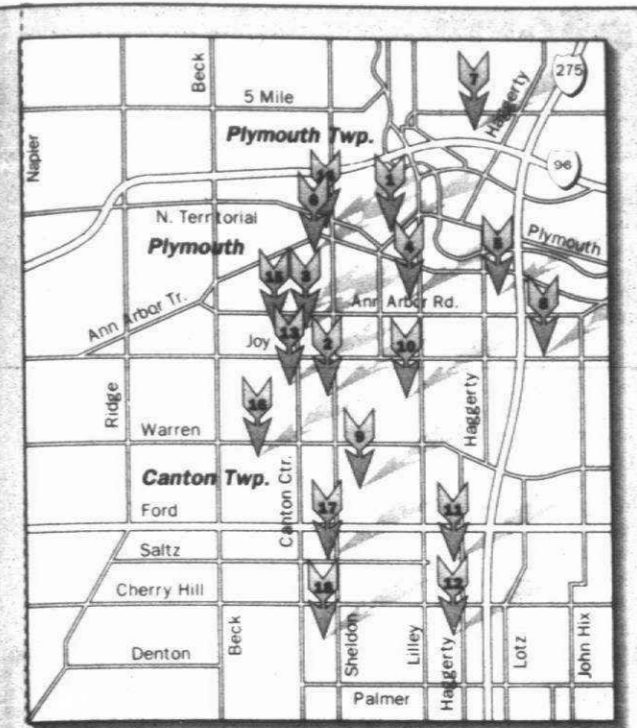 Beck
7
275
5 Mile
Haggerty
Napier
Plymouth Twp.
96
1
6
N. Territorial
Plymouth
4
5
Plymouth
15
3
Ann Arbor Rd.
8
Ann Arbor Tr.
13
Joy
2
10
Ridge
16
Haggerty
Warren
9
Canton Twp.
Canton Ctr.
17
11
Ford
Saltz
Cherry Hill
18
12
Beck
Sheldon
Lilley
Haggerty
Lotz
John Hix
Denton
Palmer